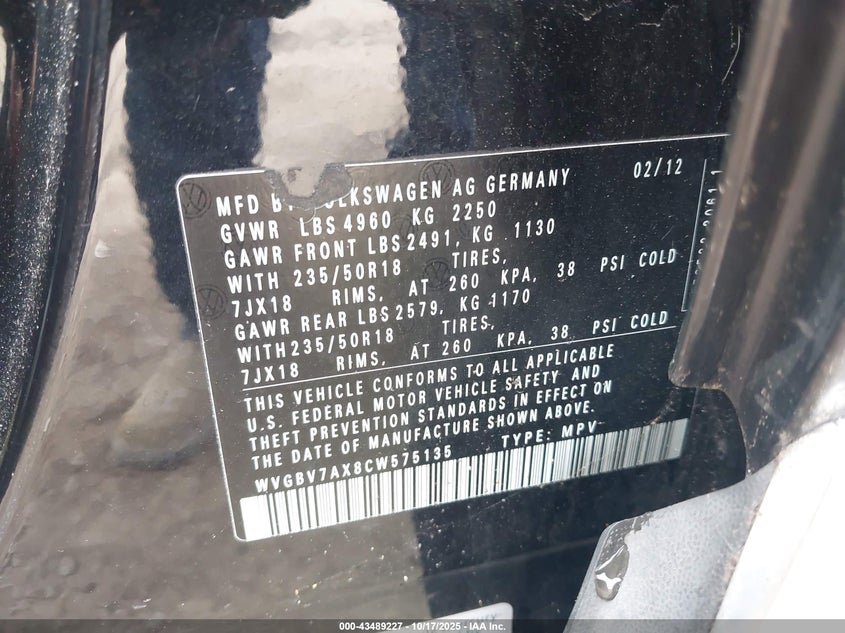 MFD B LKSWAGEN AG GERMANY 02/12
GVWR LBS 4960 KG 2250
GAWR FRONT LBS 2491, KG 1130
WITH 235/50R18 TIRES,
7JX18 RIMS, AT 260 KPA, 38 PSI COLD
GAWR REAR LBS 2579, KG 1170
WITH235/50R18 TIRES,
7JX18 RIMS, AT 260 KPA, 38 PSI COLD
THIS VEHICLE CONFORMS TO ALL APPLICABLE
U.S. FEDERAL MOTOR VEHICLE SAFETY AND
THEFT PREVENTION STANDARDS IN EFFECT ON
THE DATE OF MANUFACTURE SHOWN ABOVE.
WVGBV7AX8CW575135 TYPE: MPV
000-43489227 - 10/17/2025 - IAA Inc.